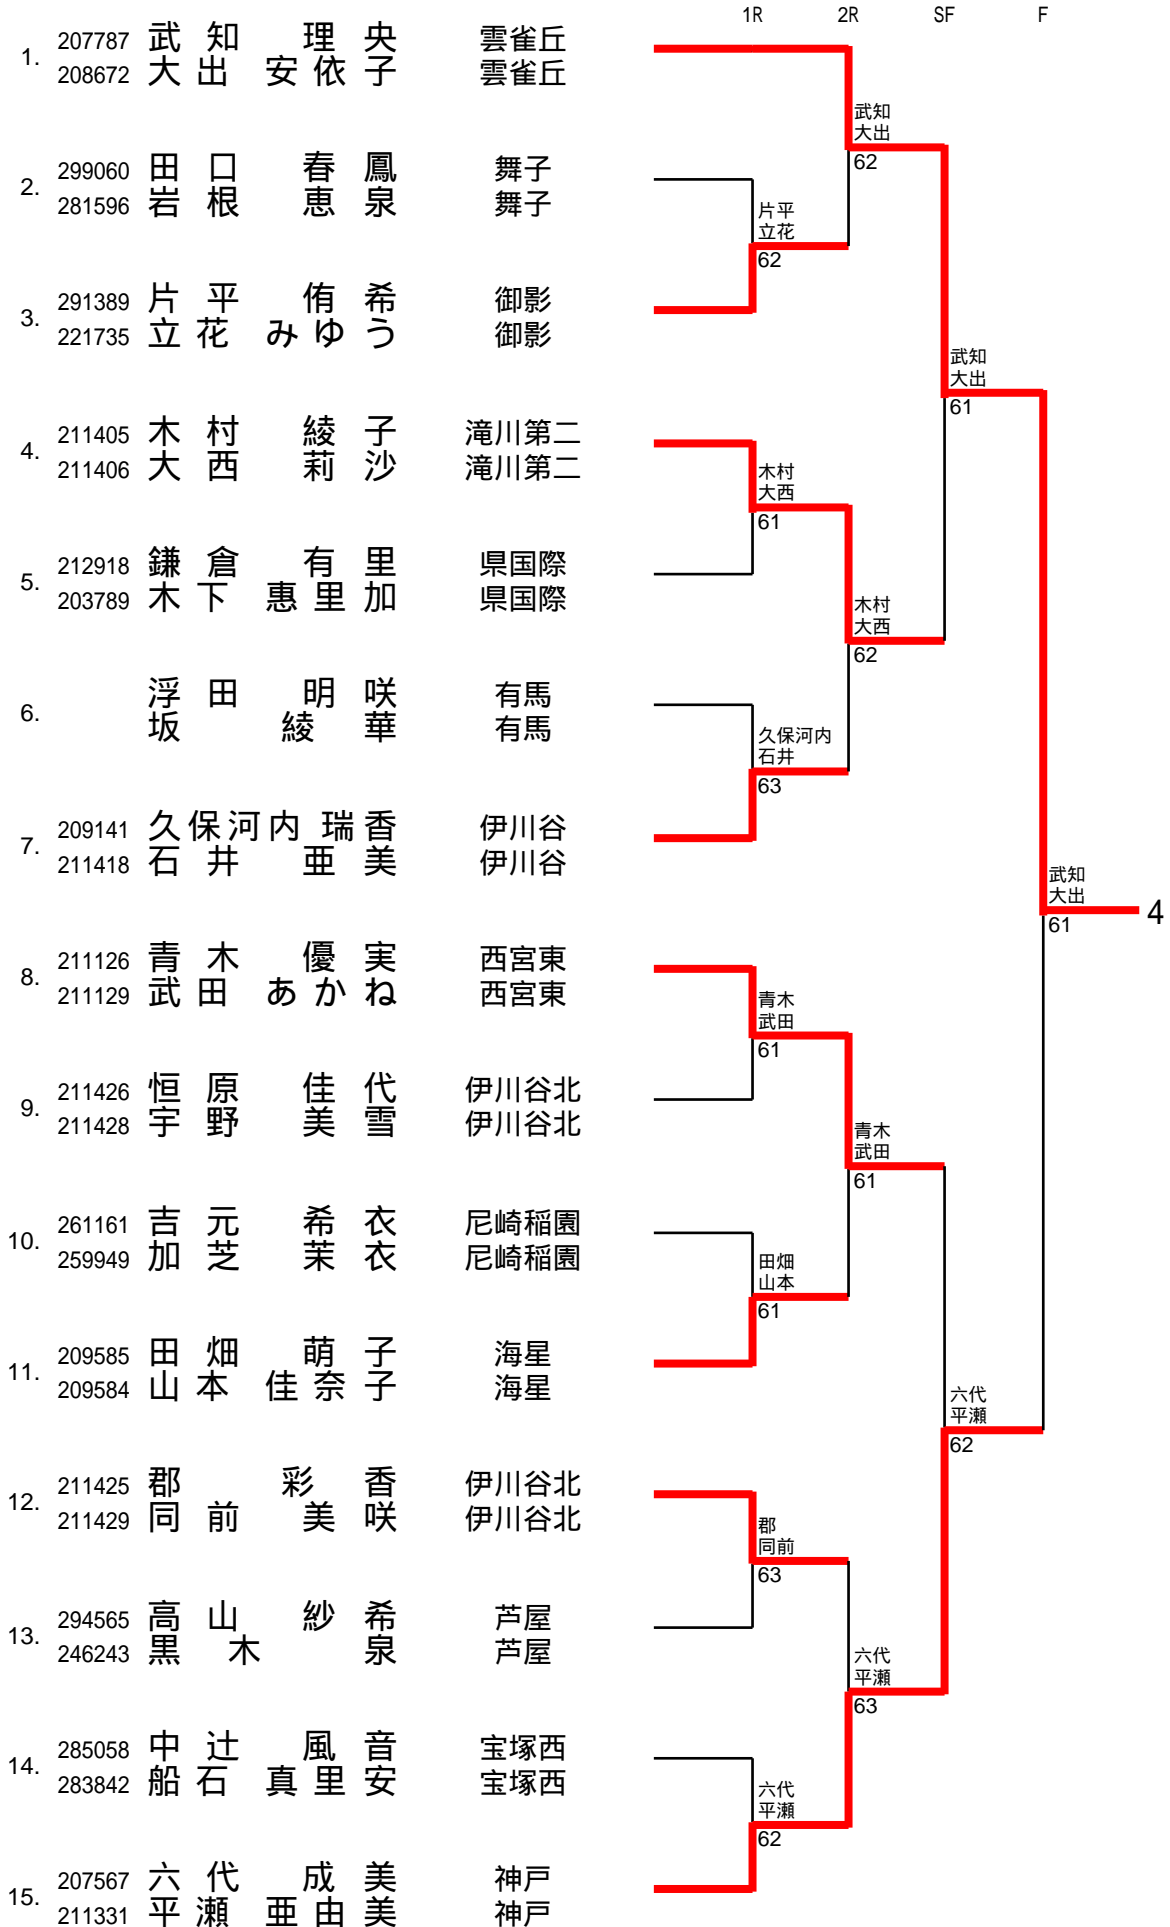 1R 2R SF F
1. 207787 武知 理央 雲雀丘
208672 大出 安依子 雲雀丘
武知
大出
62
2. 299060 田口 春鳳 舞子
281596 岩根 恵泉 舞子
片平
立花
62
3. 291389 片平 侑希 御影
221735 立花 みゆう 御影
武知
大出
61
4. 211405 木村 綾子 滝川第二
211406 大西 莉沙 滝川第二
木村
大西
61
5. 212918 鎌倉 有里 県国際
203789 木下 惠里加 県国際
木村
大西
62
6. 浮田 明咲 有馬
坂 綾華 有馬
久保河内
石井
63
7. 209141 久保河内 瑞香 伊川谷
211418 石井 亜美 伊川谷
武知
大出
61
4
8. 211126 青木 優実 西宮東
211129 武田 あかね 西宮東
青木
武田
61
9. 211426 恒原 佳代 伊川谷北
211428 宇野 美雪 伊川谷北
青木
武田
61
10. 261161 吉元 希衣 尼崎稲園
259949 加芝 茉衣 尼崎稲園
田畑
山本
61
11. 209585 田畑 萌子 海星
209584 山本 佳奈子 海星
六代
平瀬
62
12. 211425 郡 彩香 伊川谷北
211429 同前 美咲 伊川谷北
郡
同前
63
13. 294565 高山 紗希 芦屋
246243 黒木 泉 芦屋
六代
平瀬
63
14. 285058 中辻 風音 宝塚西
283842 船石 真里安 宝塚西
六代
平瀬
62
15. 207567 六代 成美 神戸
211331 平瀬 亜由美 神戸